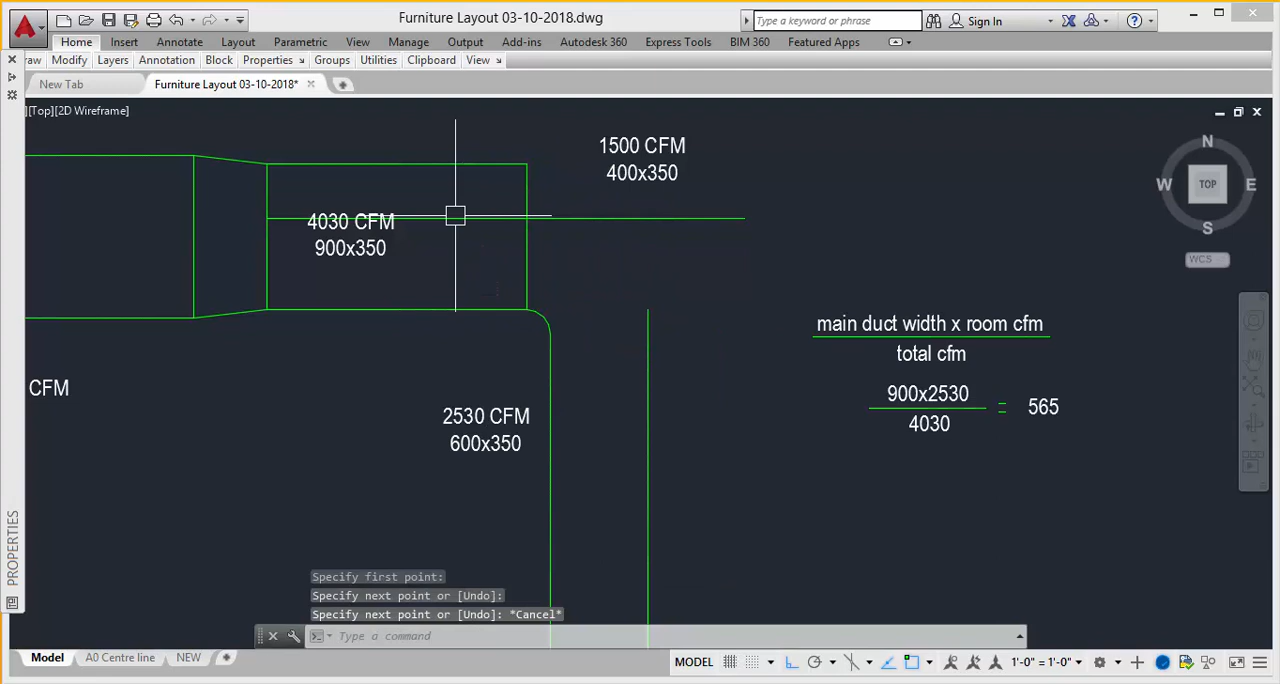 Furniture Layout 03-10-2018.dwg
Type a keyword or phrase
Sign In
Home Insert Annotate Layout Parametric View Manage Output Add-ins Autodesk 360 Express Tools BIM 360 Featured Apps
raw Modify Layers Annotation Block Properties Groups Utilities Clipboard View
New Tab Furniture Layout 03-10-2018*
][Top][2D Wireframe]
1500 CFM
400x350
N
W TOP E
S
WCS
4030 CFM
900x350
main duct width x room cfm
total cfm
900x2530
4030
= 565
CFM
2530 CFM
600x350
PROPERTIES
Specify first point:
Specify next point or [Undo]:
Specify next point or [Undo]: *Cancel*
Type a command
Model A0 Centre line NEW
MODEL 1'-0" = 1'-0"